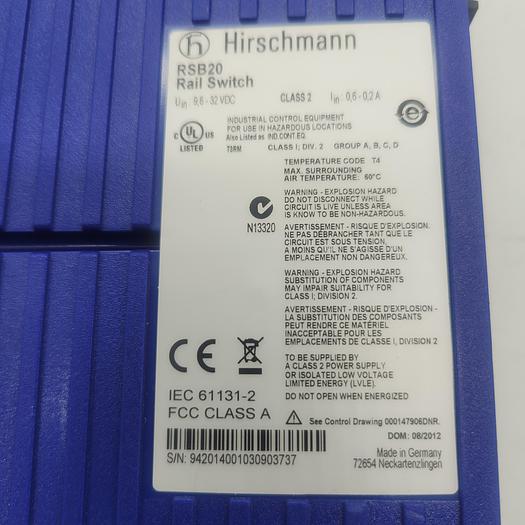 Hirschmann
RSB20
Rail Switch
Uin 9,6 - 32 VDC CLASS 2 Iin 0,6 - 0,2 A
INDUSTRIAL CONTROL EQUIPMENT
FOR USE IN HAZARDOUS LOCATIONS
Also Listed as IND.CONT.EQ.
C UL US
LISTED 72RM CLASS I; DIV. 2 GROUP A, B, C, D
TEMPERATURE CODE T4
MAX. SURROUNDING
AIR TEMPERATURE: 60°C
WARNING - EXPLOSION HAZARD
DO NOT DISCONNECT WHILE
CIRCUIT IS LIVE UNLESS AREA
IS KNOW TO BE NON-HAZARDOUS.
N13320
AVERTISSEMENT - RISQUE D'EXPLOSION.
NE PAS DÉBRANCHER TANT QUE LE
CIRCUIT EST SOUS TENSION,
A MOINS QU'IL NE S'AGISSE D'UN
EMPLACEMENT NON DANGEREUX.
WARNING - EXPLOSION HAZARD
SUBSTITUTION OF COMPONENTS
MAY IMPAIR SUITABILITY FOR
CLASS I; DIVISION 2.
AVERTISSEMENT - RISQUE D'EXPLOSION -
LA SUBSTITUTION DES COMPOSANTS
PEUT RENDRE CE MATÉRIEL
INACCEPTABLE POUR LES
EMPLACEMENTS DE CLASSE I, DIVISION 2
CE
TO BE SUPPLIED BY
A CLASS 2 POWER SUPPLY
OR ISOLATED LOW VOLTAGE
LIMITED ENERGY (LVLE).
DO NOT OPEN WHEN ENERGIZED
IEC 61131-2
FCC CLASS A
See Control Drawing 000147906DNR.
DOM: 08/2012
S/N: 942014001030903737
Made in Germany
72654 Neckartenzlingen